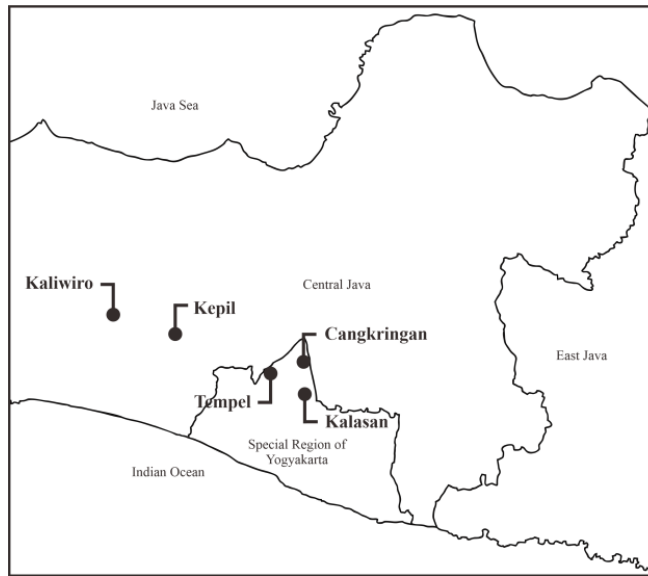 Java Sea
Kaliwiro
Kepil
Central Java
Cangkringan
East Java
Tempel
Kalasan
Special Region of
Yogyakarta
Indian Ocean